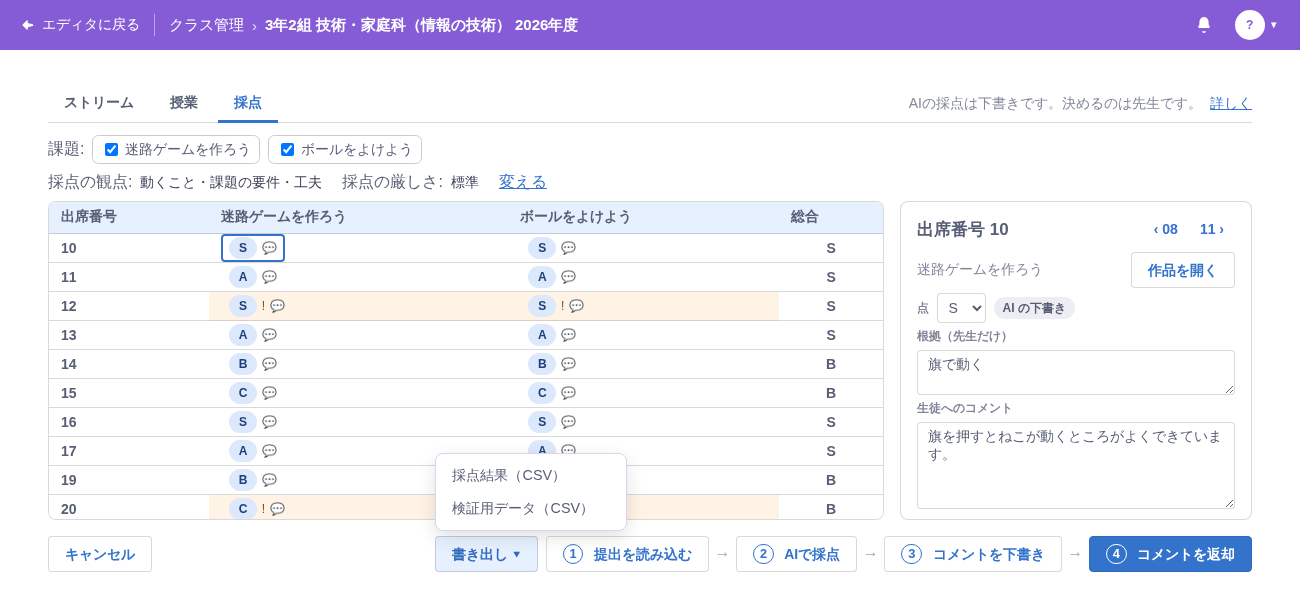 エディタに戻る クラス管理 › 3年2組 技術・家庭科（情報の技術） 2026年度 ? ▾
ストリーム 授業 採点 AIの採点は下書きです。決めるのは先生です。 詳しく
課題: 迷路ゲームを作ろう ボールをよけよう
採点の観点: 動くこと・課題の要件・工夫 採点の厳しさ: 標準 変える
出席番号 迷路ゲームを作ろう ボールをよけよう 総合
10 S S S
11 A A S
12 S ! S ! S
13 A A S
14 B B B
15 C C B
16 S S S
17 A A S
19 B B
20 C ! B
出席番号 10 ‹ 08 11 ›
迷路ゲームを作ろう 作品を開く
点 S AI の下書き
根拠（先生だけ）
旗で動く
生徒へのコメント
旗を押すとねこが動くところがよくできていま
す。
採点結果（CSV）
検証用データ（CSV）
キャンセル 書き出し ▾ 1 提出を読み込む → 2 AIで採点 → 3 コメントを下書き → 4 コメントを返却